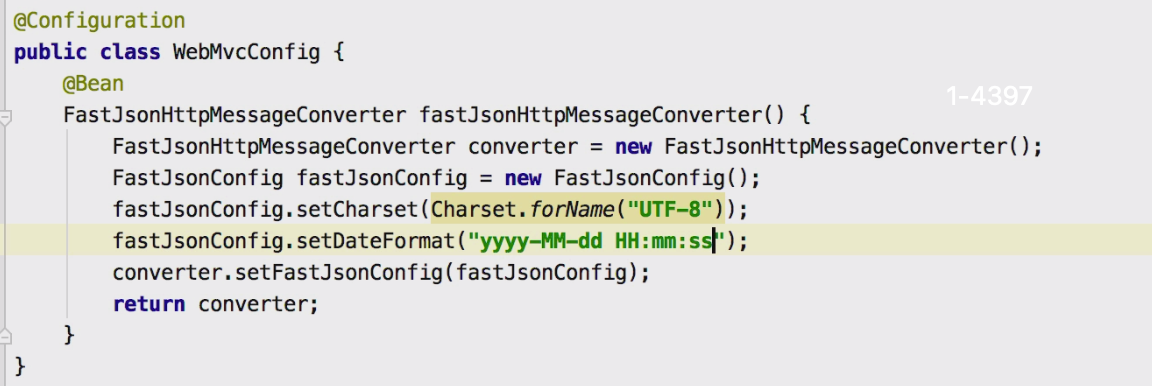 @Configuration
public class WebMvcConfig {
    @Bean
1-4397
    FastJsonHttpMessageConverter fastJsonHttpMessageConverter() {
        FastJsonHttpMessageConverter converter = new FastJsonHttpMessageConverter();
        FastJsonConfig fastJsonConfig = new FastJsonConfig();
        fastJsonConfig.setCharset(Charset.forName("UTF-8"));
        fastJsonConfig.setDateFormat("yyyy-MM-dd HH:mm:ss");
        converter.setFastJsonConfig(fastJsonConfig);
        return converter;
    }
}